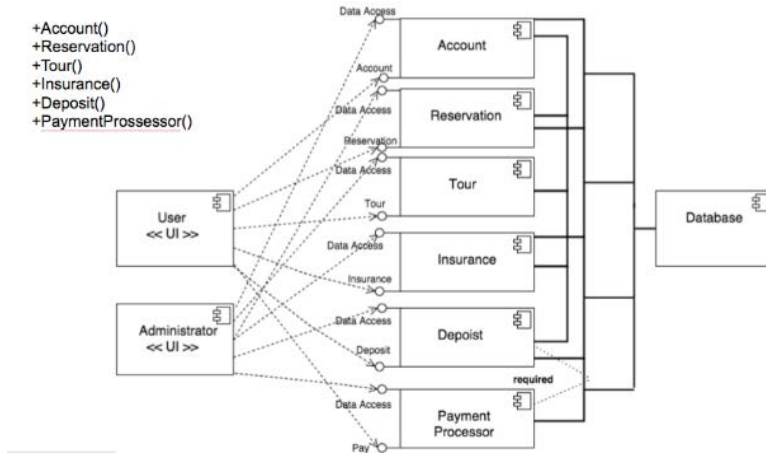 +Account()
+Reservation()
+Tour()
+Insurance()
+Deposit()
+PaymentProssessor()
Data Access
Account
Account
Data Access
Reservation
Reservation
Data Access
Tour
Tour
Data Access
Insurance
Insurance
Data Access
Depoist
Deposit
required
Data Access
Payment
Processor
Pay
User
<< UI >>
Administrator
<< UI >>
Database